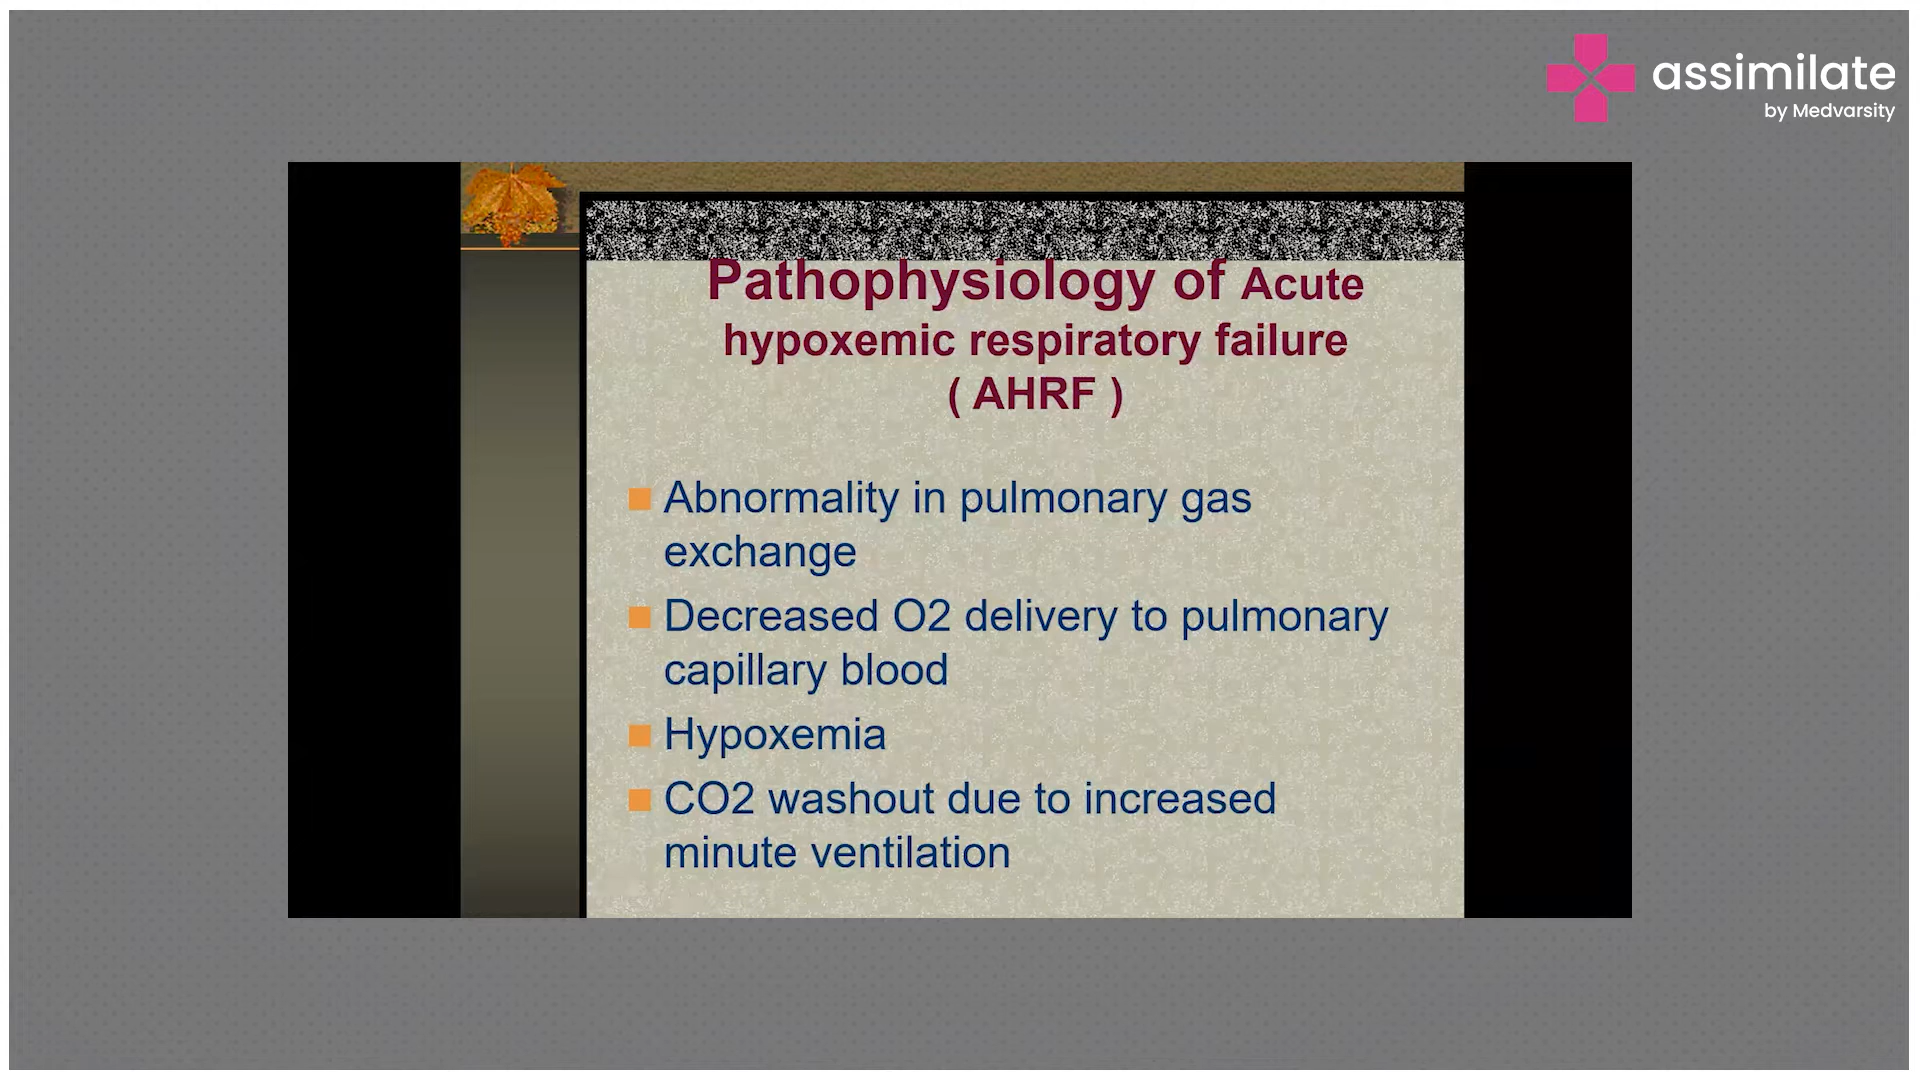 assimilate
by Medvarsity
Pathophysiology of Acute
hypoxemic respiratory failure
( AHRF )
Abnormality in pulmonary gas
exchange
Decreased O2 delivery to pulmonary
capillary blood
Hypoxemia
CO2 washout due to increased
minute ventilation